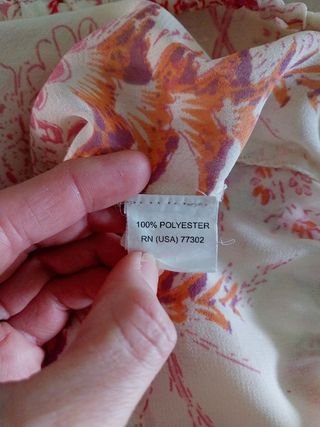 100% POLYESTER
RN (USA) 77302